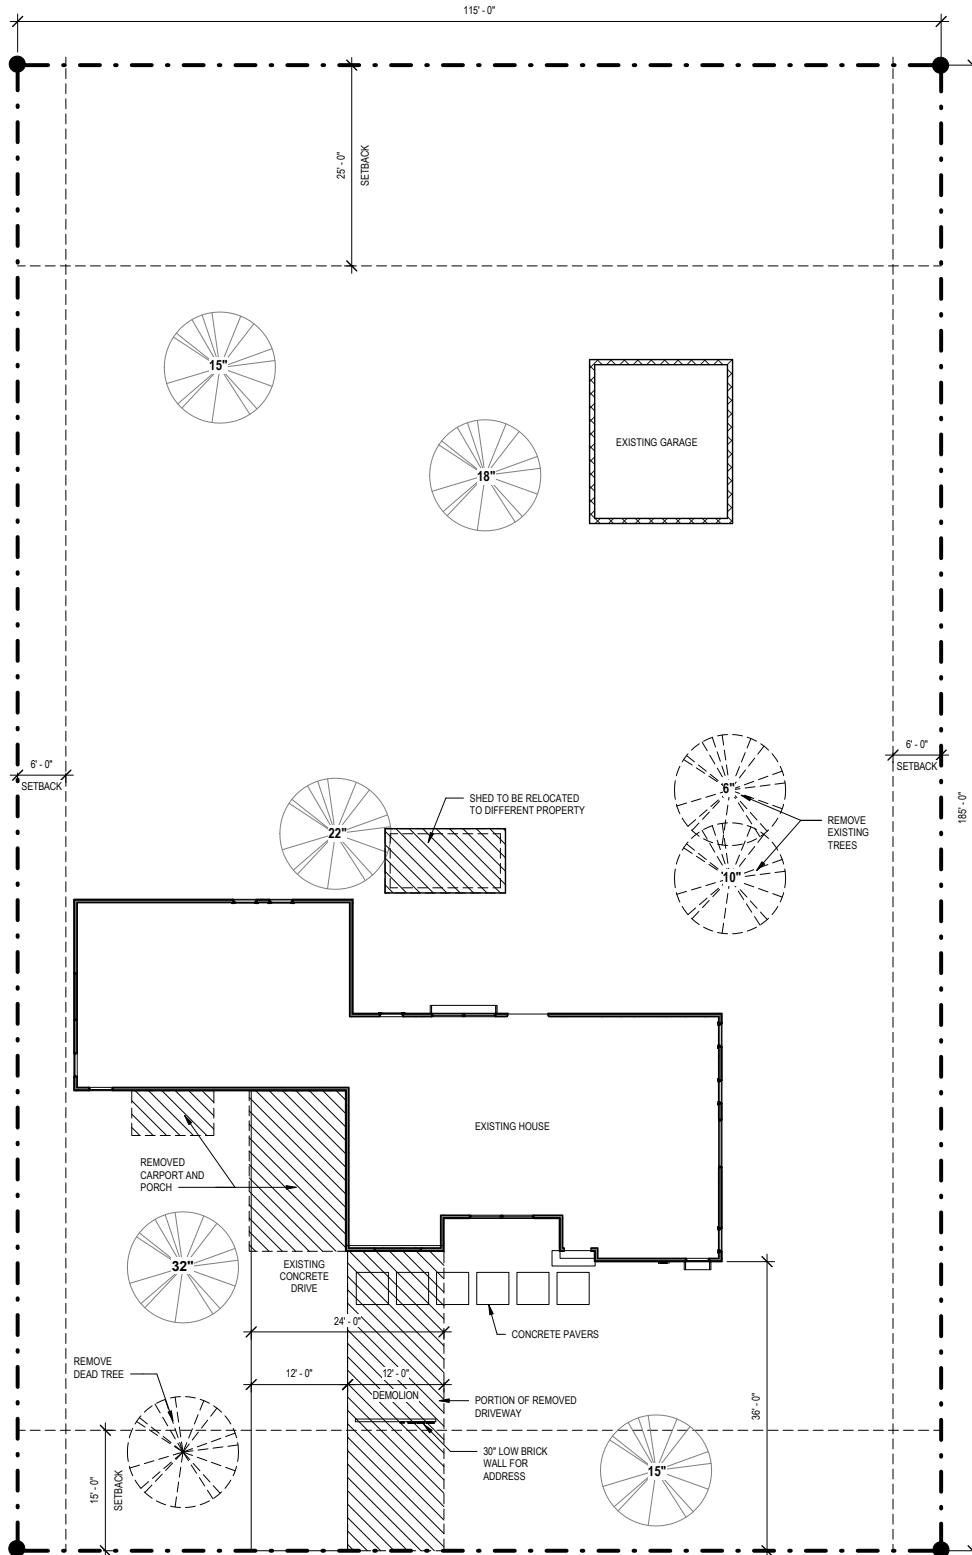 115' - 0"
25' - 0"
SETBACK
15"
EXISTING GARAGE
18"
6' - 0"
SETBACK
6' - 0"
SETBACK
185' - 0"
6"
SHED TO BE RELOCATED
TO DIFFERENT PROPERTY
REMOVE
EXISTING
TREES
22"
10"
EXISTING HOUSE
REMOVED
CARPORT AND
PORCH
32"
EXISTING
CONCRETE
DRIVE
24' - 0"
CONCRETE PAVERS
REMOVE
DEAD TREE
12' - 0"
12' - 0"
DEMOLION
PORTION OF REMOVED
DRIVEWAY
36' - 0"
30" LOW BRICK
WALL FOR
ADDRESS
15"
15' - 0"
SETBACK